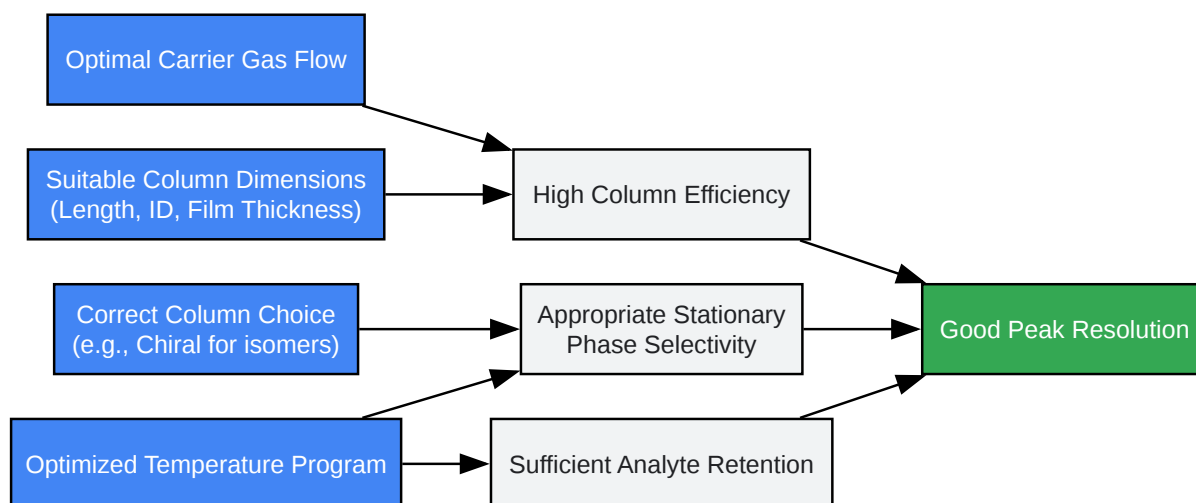 Optimal Carrier Gas Flow
Suitable Column Dimensions
(Length, ID, Film Thickness)
High Column Efficiency
Correct Column Choice
(e.g., Chiral for isomers)
Appropriate Stationary
Phase Selectivity
Good Peak Resolution
Optimized Temperature Program
Sufficient Analyte Retention